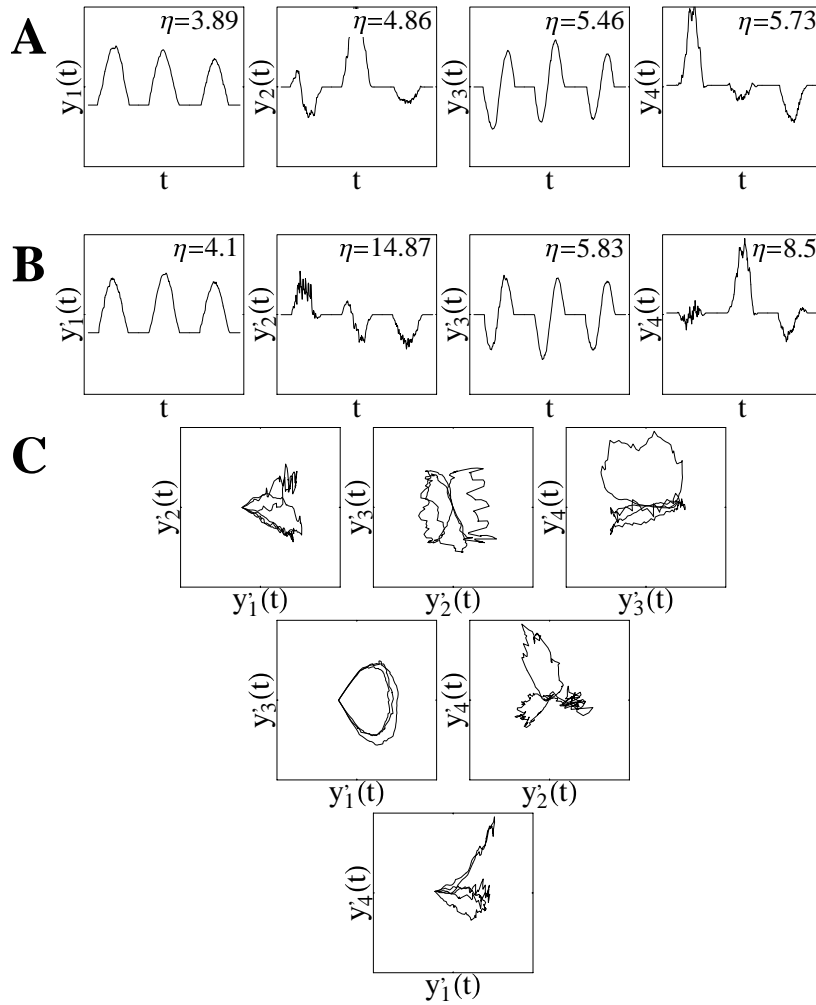 A
η=3.89
η=4.86
η=5.46
η=5.73
y₁(t)
y₂(t)
y₃(t)
y₄(t)
t
t
t
t
B
η=4.1
η=14.87
η=5.83
η=8.5
y'₁(t)
y'₂(t)
y'₃(t)
y'₄(t)
t
t
t
t
C
y'₂(t)
y'₃(t)
y'₄(t)
y'₁(t)
y'₂(t)
y'₃(t)
y'₃(t)
y'₄(t)
y'₁(t)
y'₂(t)
y'₄(t)
y'₁(t)